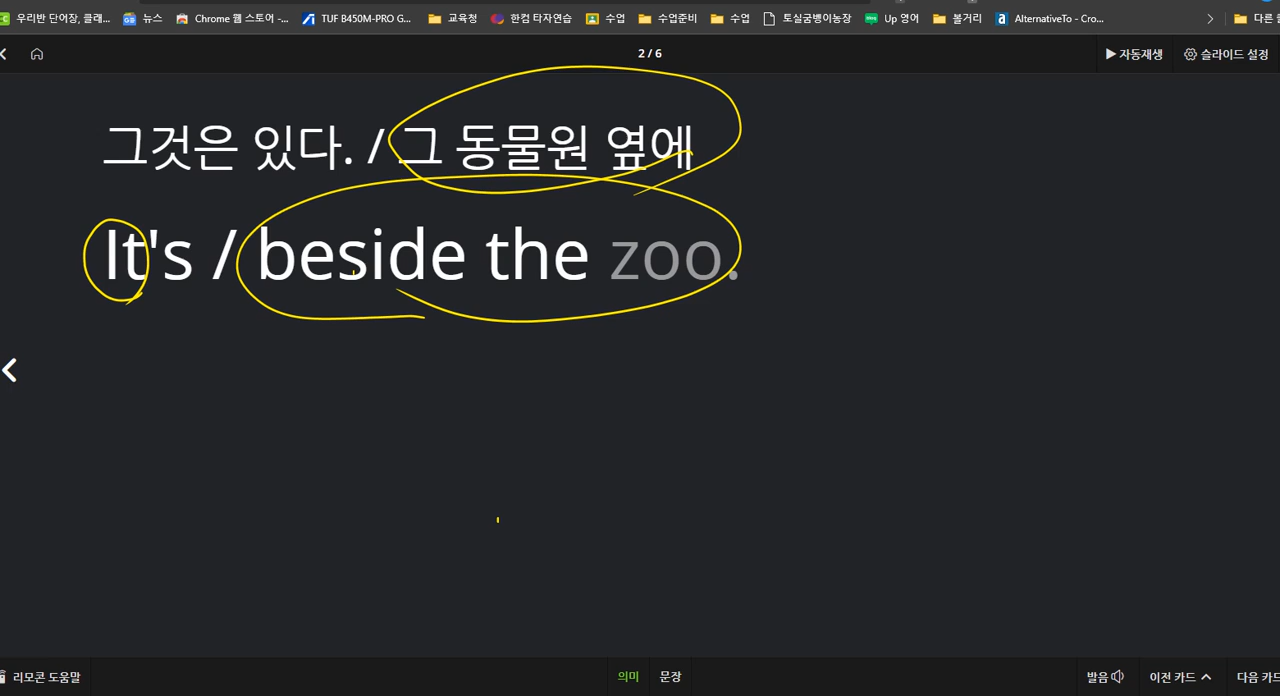 우리반 단어장, 클래... 뉴스 Chrome 웹 스토어 -... TUF B450M-PRO G... 교육청 한컴 타자연습 수업 수업준비 수업 토실굼벵이농장 Up 영어 볼거리 AlternativeTo - Cro... 다른
2 / 6 자동재생 슬라이드 설정
그것은 있다. / 그 동물원 옆에
It's / beside the zoo.
리모콘 도움말 의미 문장 발음 이전 카드 다음 카드